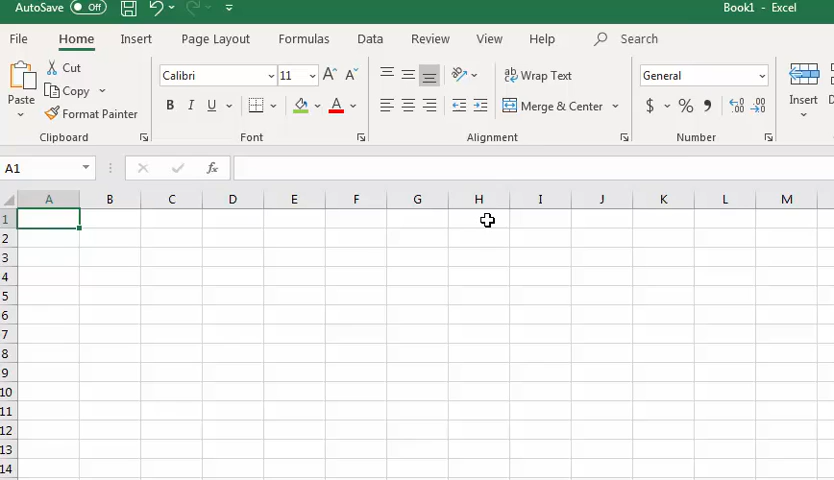 AutoSave Off Book1 - Excel
File Home Insert Page Layout Formulas Data Review View Help Search
Cut
Copy
Format Painter
Paste
Calibri 11 A A
B I U A
ab Wrap Text
Merge & Center
General
$ % 9
Insert
Clipboard Font Alignment Number
A1 fx
A B C D E F G H I J K L M
1
2
3
4
5
6
7
8
9
10
11
12
13
14